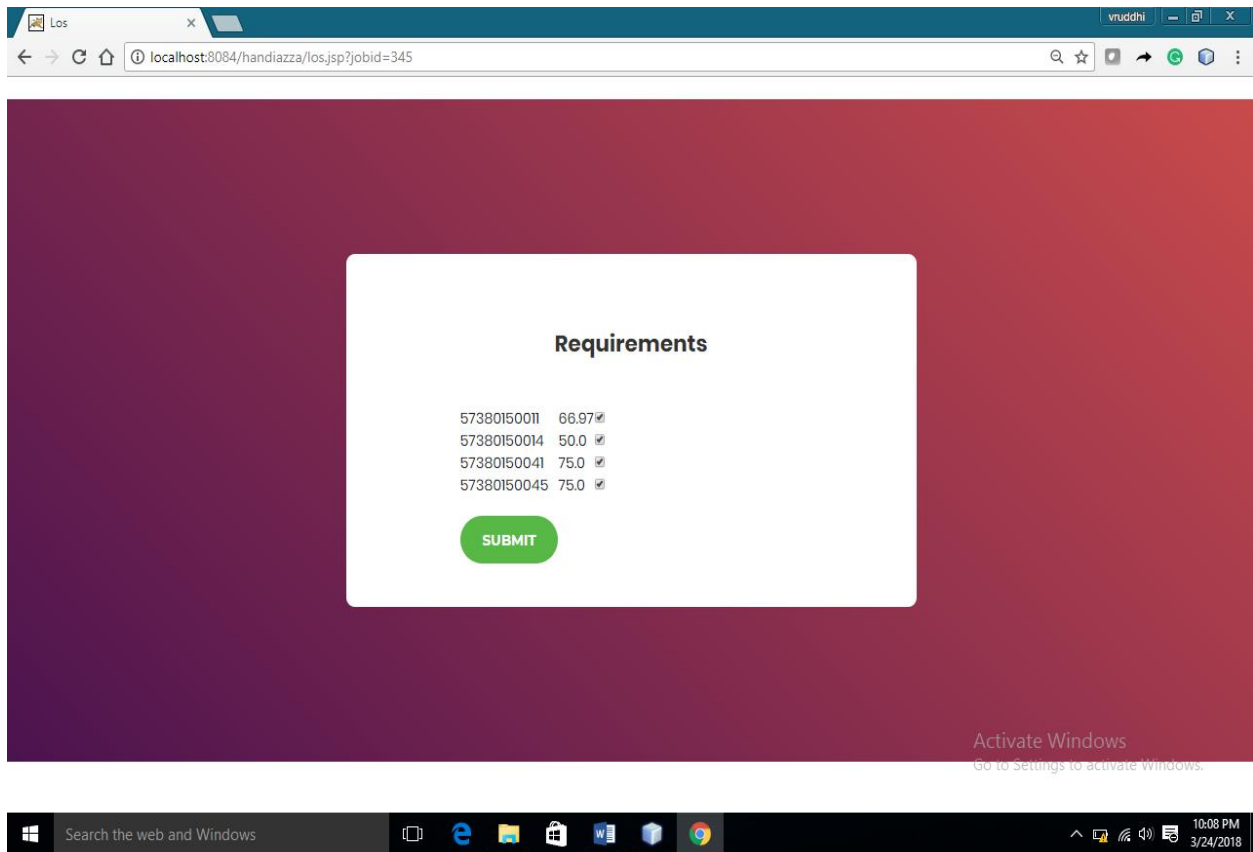 Los
vruddhi
localhost:8084/handiazza/los.jsp?jobid=345
Requirements
57380150011 66.97
57380150014 50.0
57380150041 75.0
57380150045 75.0
SUBMIT
Activate Windows
Go to Settings to activate Windows.
Search the web and Windows
10:08 PM
3/24/2018